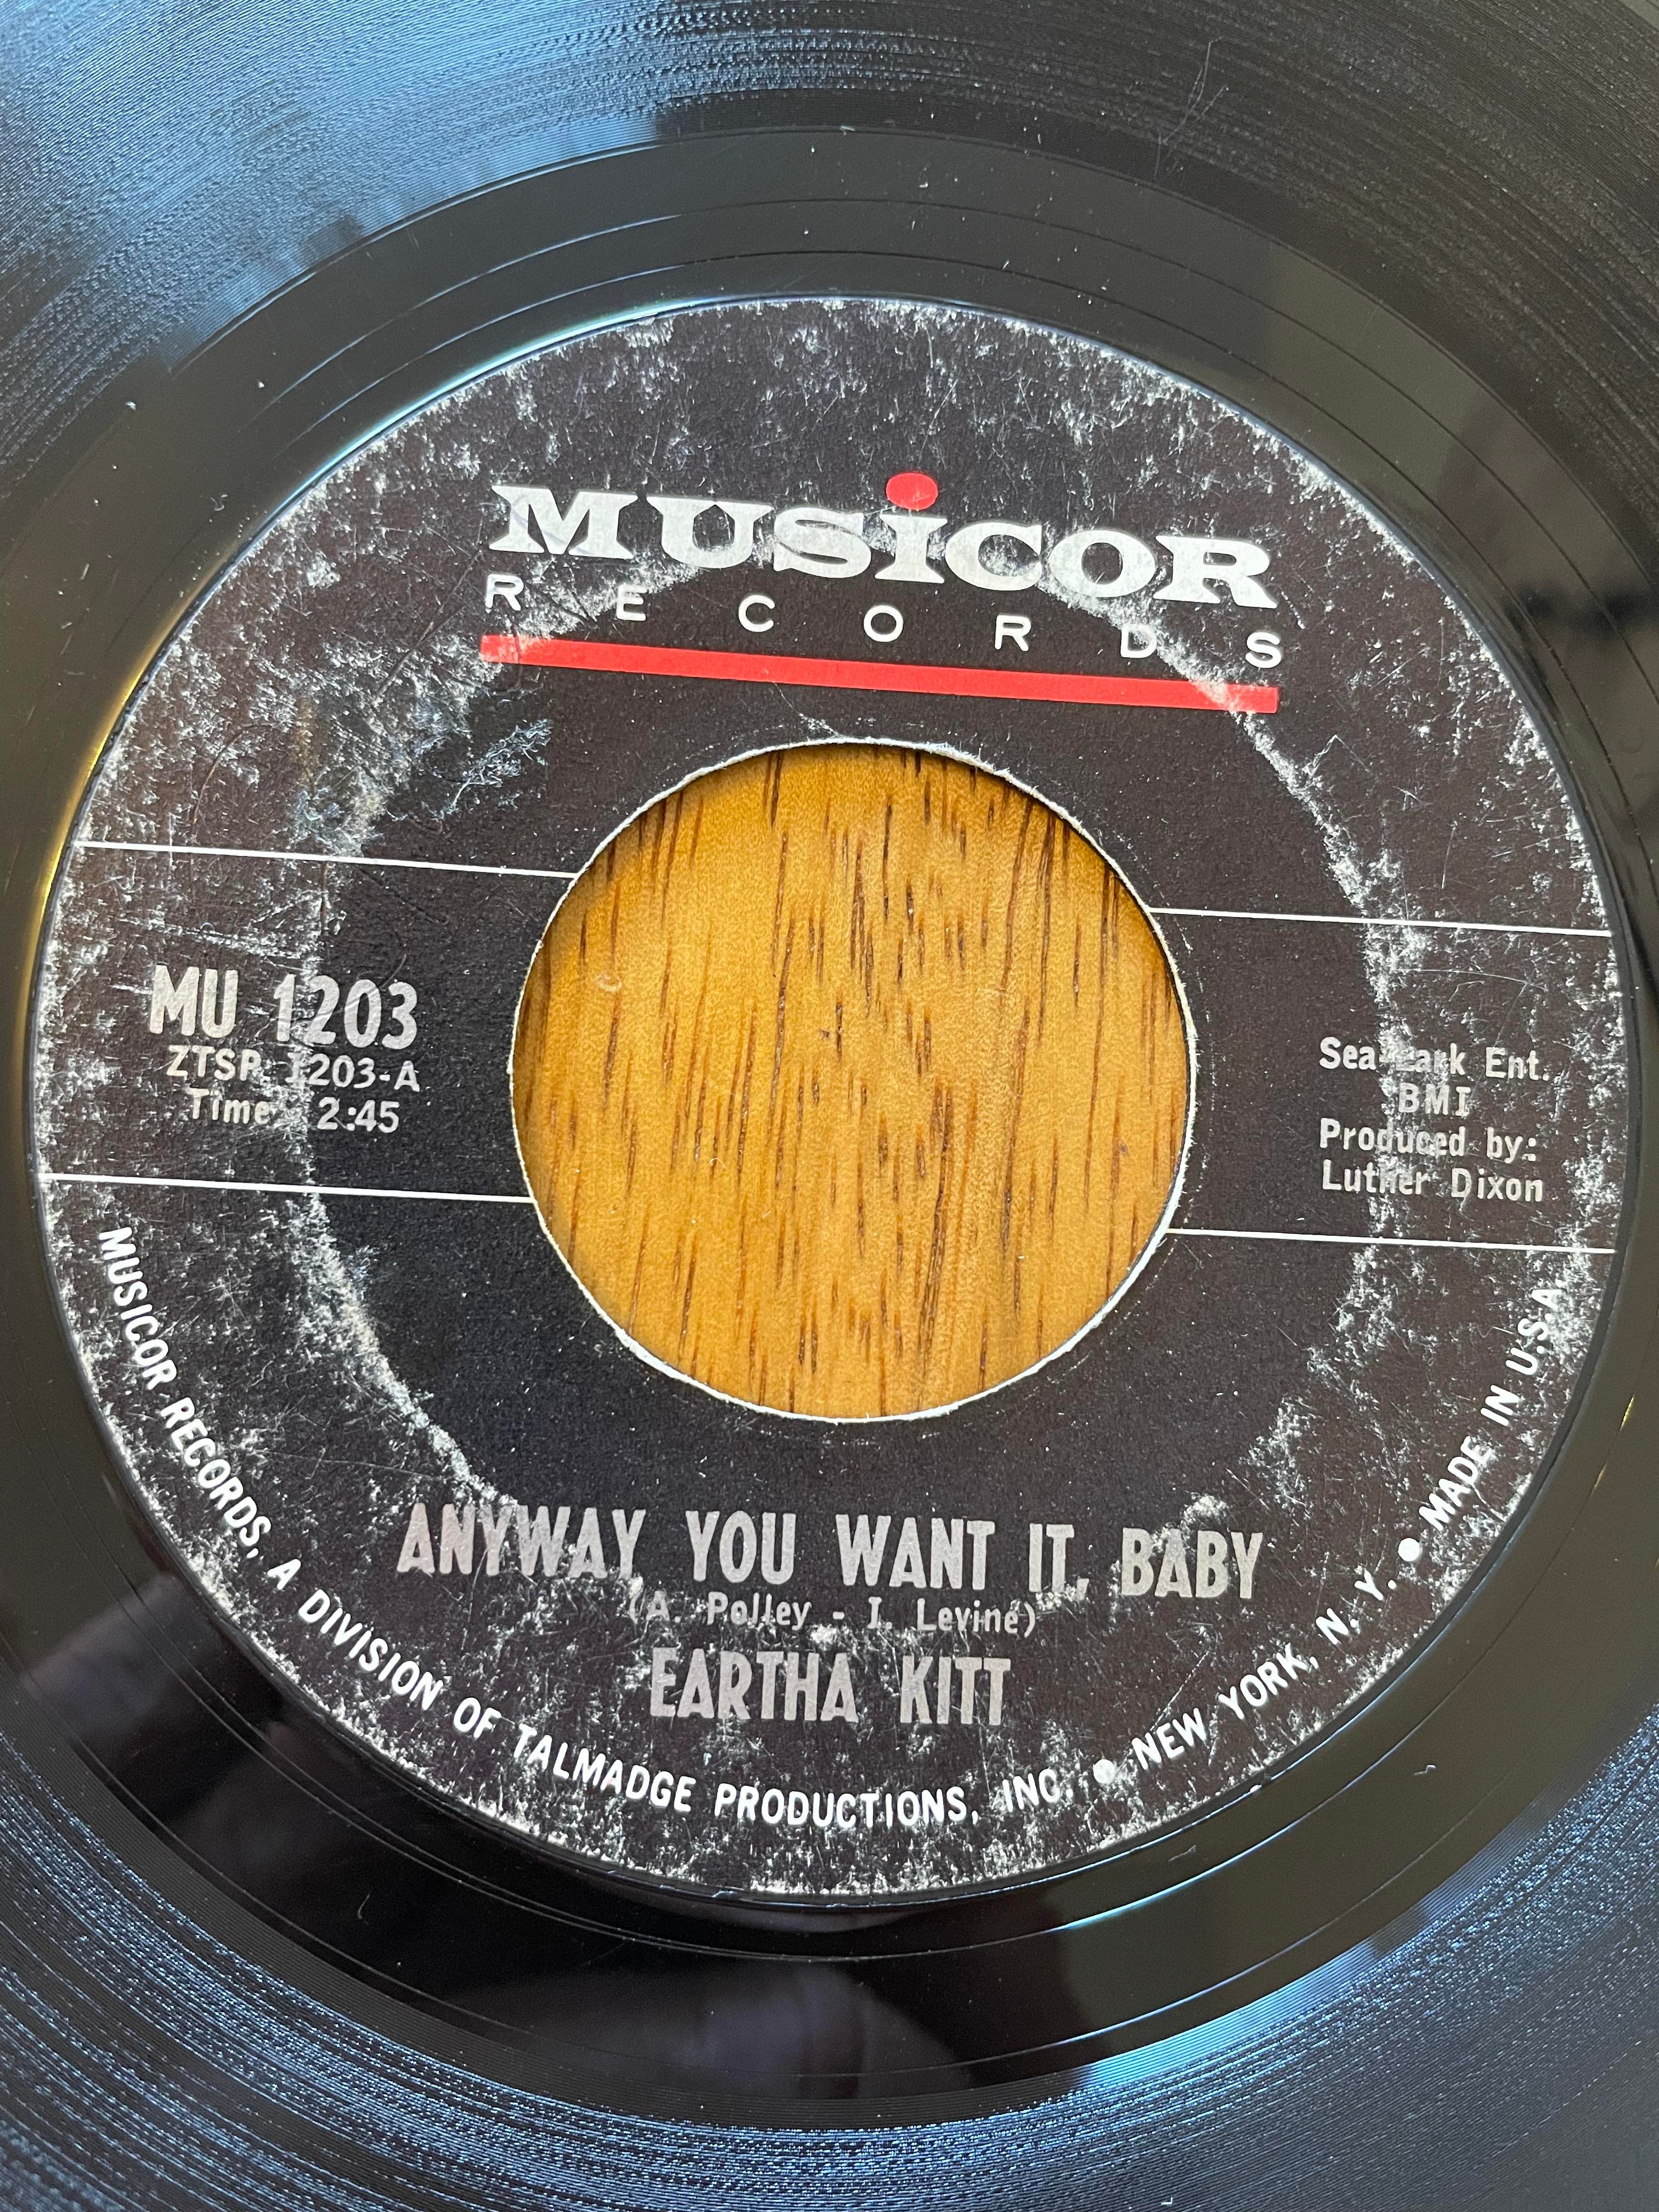 MUSiCOR
RECORDS
MU 1203
ZTSP 1203-A
Time: 2:45
Sea-Lark Ent.
BMI
Produced by:
Luther Dixon
ANYWAY YOU WANT IT, BABY
(A. Polley - I. Levine)
EARTHA KITT
MUSICOR RECORDS, A DIVISION OF TALMADGE PRODUCTIONS, INC. • NEW YORK, N.Y. • MADE IN U.S.A.